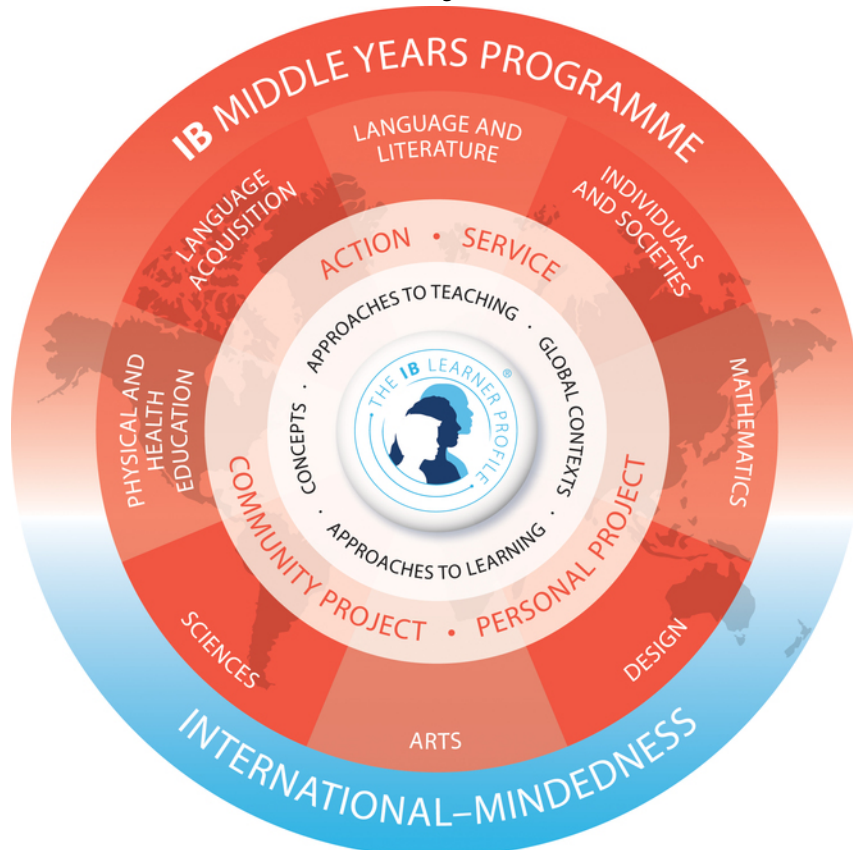 IB MIDDLE YEARS PROGRAMME
LANGUAGE AND
LITERATURE
LANGUAGE
ACQUISITION
INDIVIDUALS
AND SOCIETIES
PHYSICAL AND
HEALTH
EDUCATION
MATHEMATICS
SCIENCES
DESIGN
ARTS
ACTION • SERVICE
COMMUNITY PROJECT • PERSONAL PROJECT
APPROACHES TO TEACHING · GLOBAL CONTEXTS ·
CONCEPTS · APPROACHES TO LEARNING ·
• THE IB LEARNER PROFILE • ®
INTERNATIONAL–MINDEDNESS